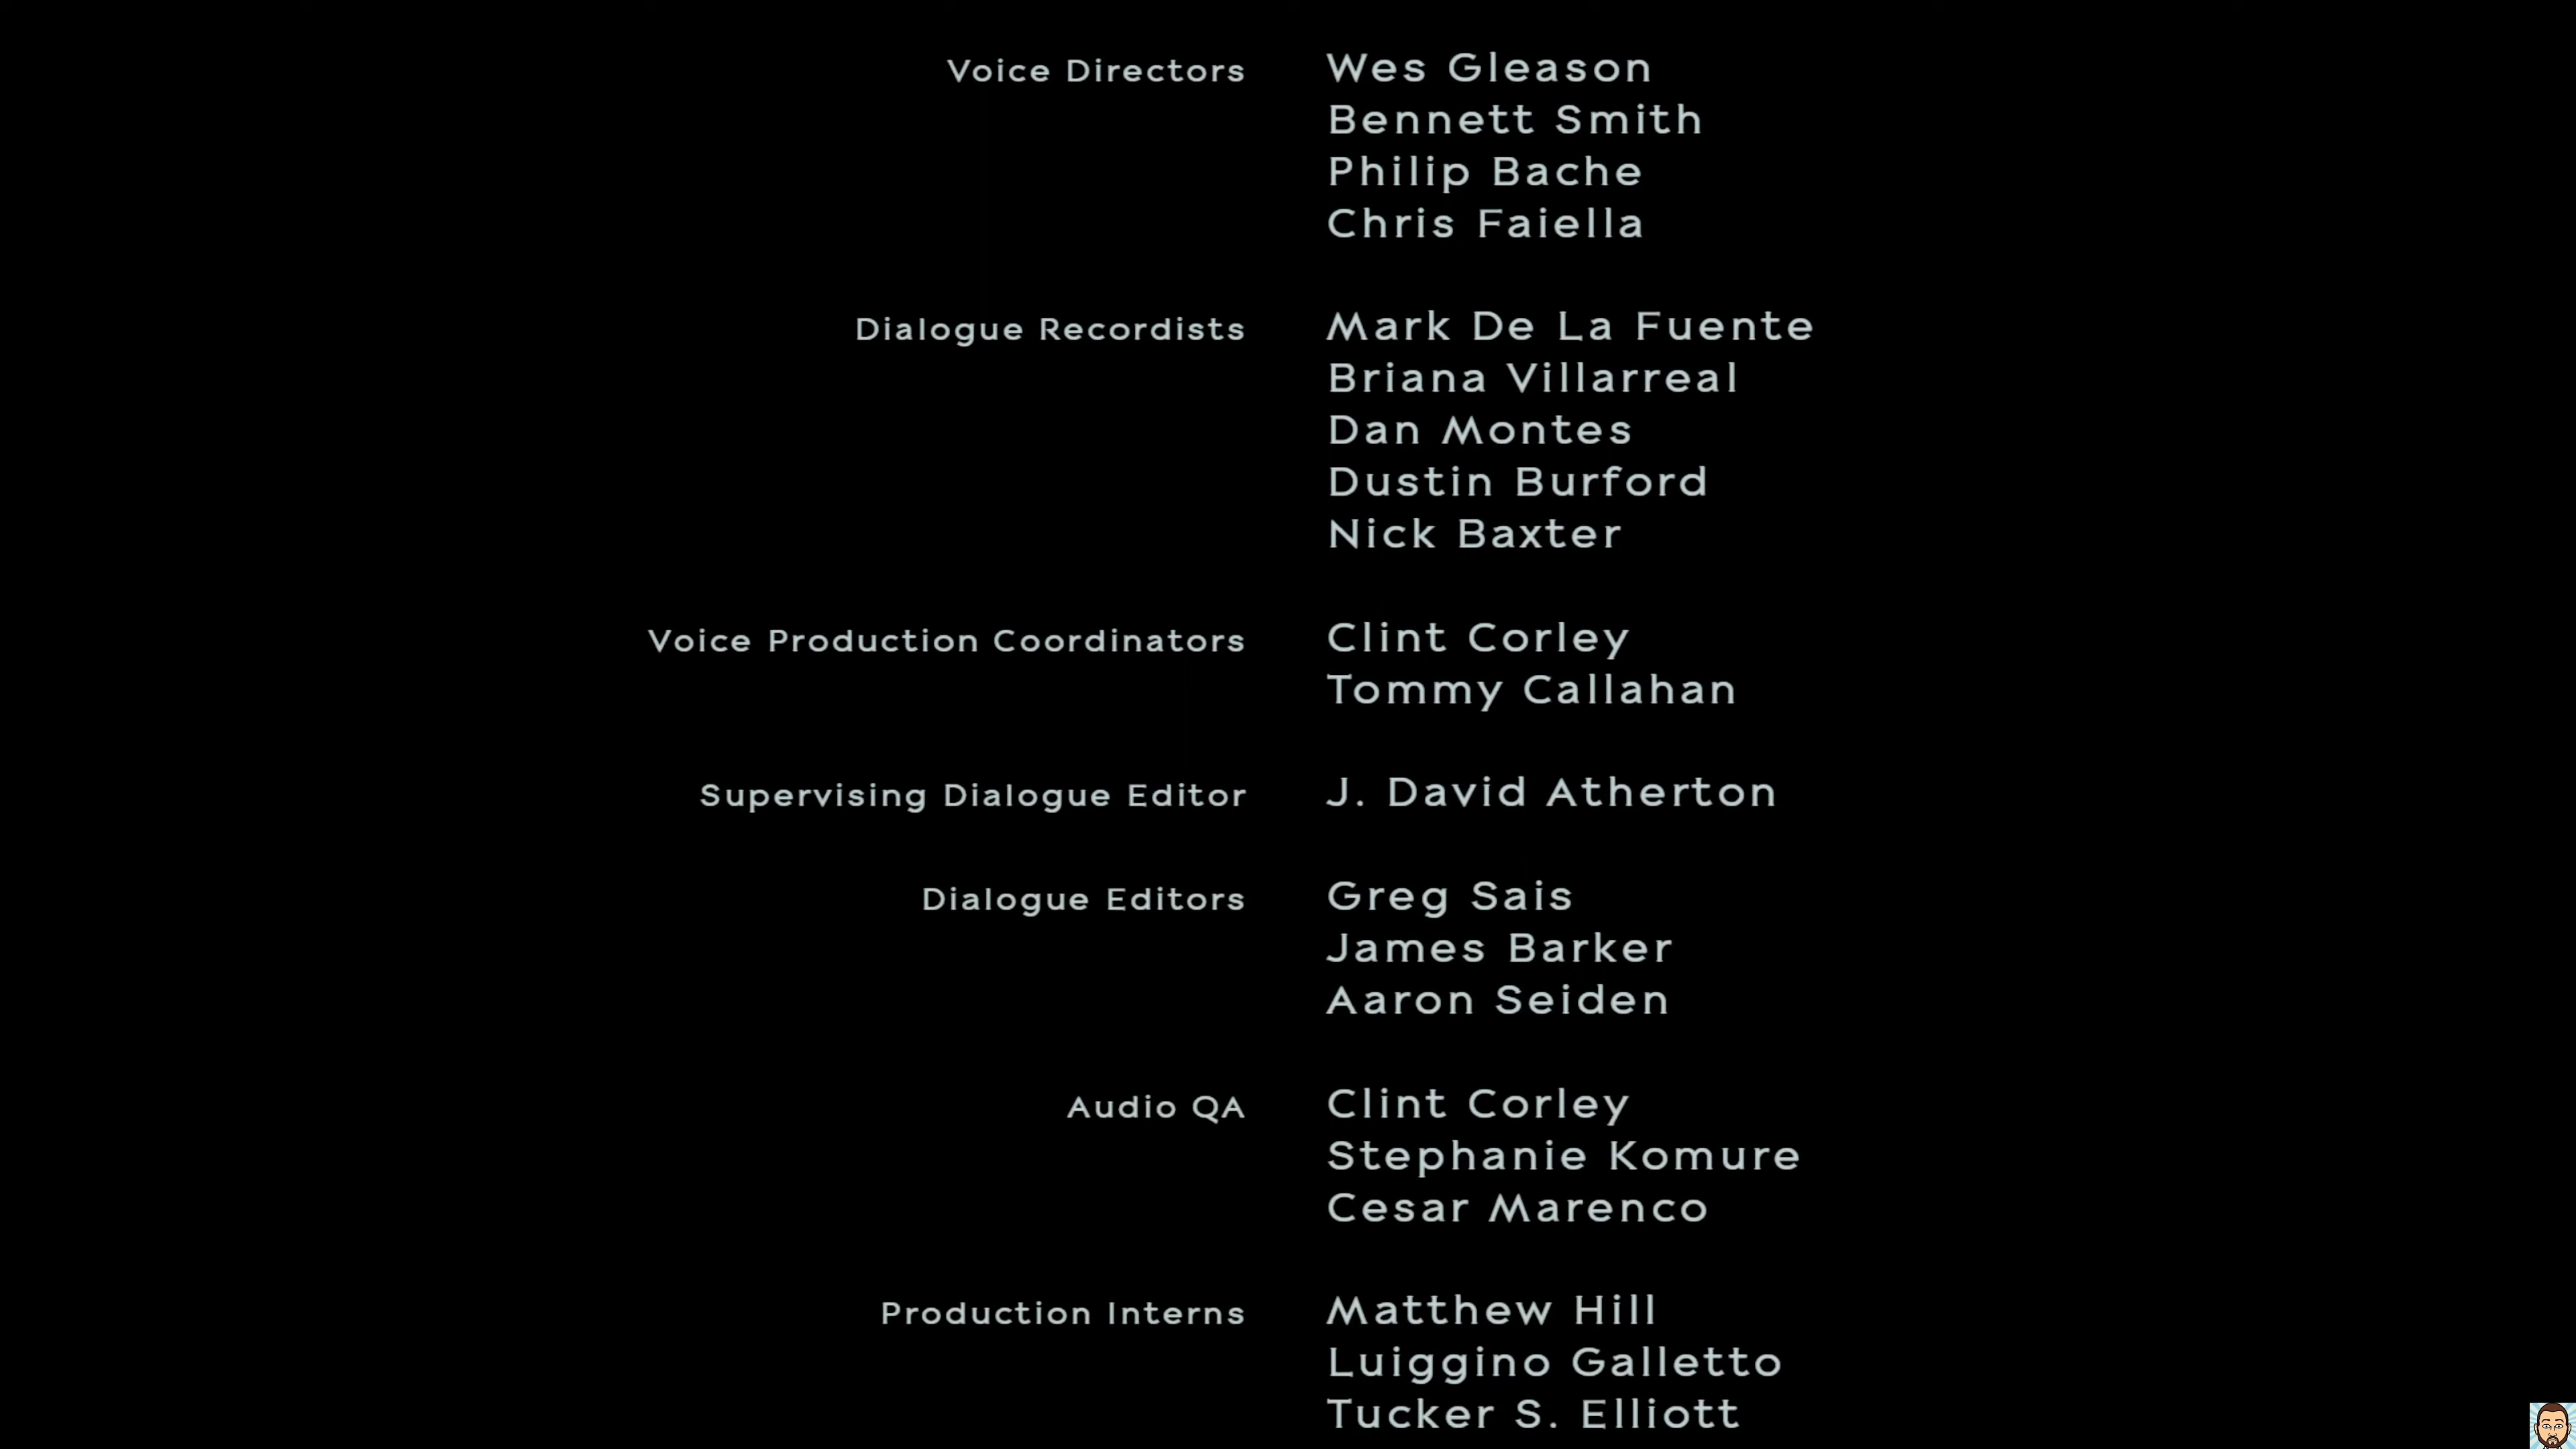 Voice Directors Wes Gleason
Bennett Smith
Philip Bache
Chris Faiella
Dialogue Recordists Mark De La Fuente
Briana Villarreal
Dan Montes
Dustin Burford
Nick Baxter
Voice Production Coordinators Clint Corley
Tommy Callahan
Supervising Dialogue Editor J. David Atherton
Dialogue Editors Greg Sais
James Barker
Aaron Seiden
Audio QA Clint Corley
Stephanie Komure
Cesar Marenco
Production Interns Matthew Hill
Luiggino Galletto
Tucker S. Elliott